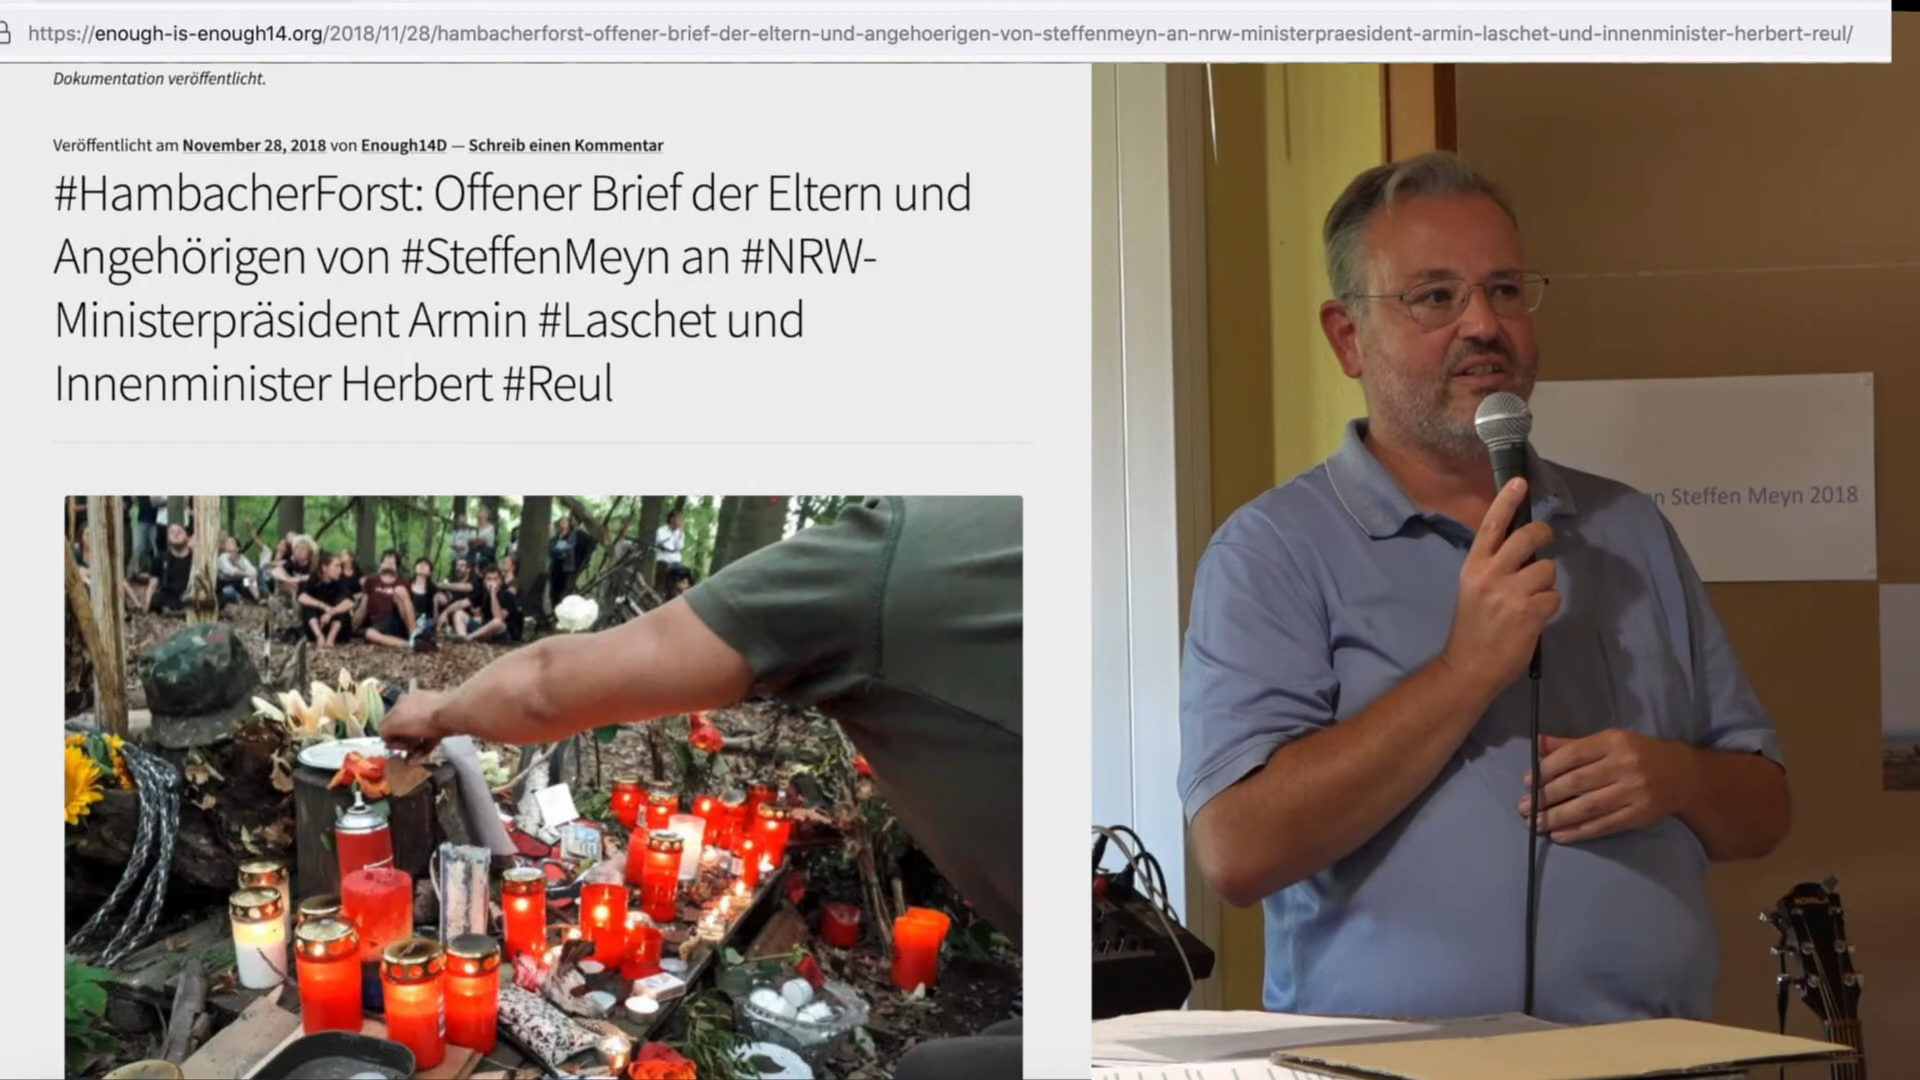 https://enough-is-enough14.org/2018/11/28/hambacherforst-offener-brief-der-eltern-und-angehoerigen-von-steffenmeyn-an-nrw-ministerpraesident-armin-laschet-und-innenminister-herbert-reul/
Dokumentation veröffentlicht.
Veröffentlicht am November 28, 2018 von Enough14D — Schreib einen Kommentar
#HambacherForst: Offener Brief der Eltern und
Angehörigen von #SteffenMeyn an #NRW-
Ministerpräsident Armin #Laschet und
Innenminister Herbert #Reul
Steffen Meyn 2018